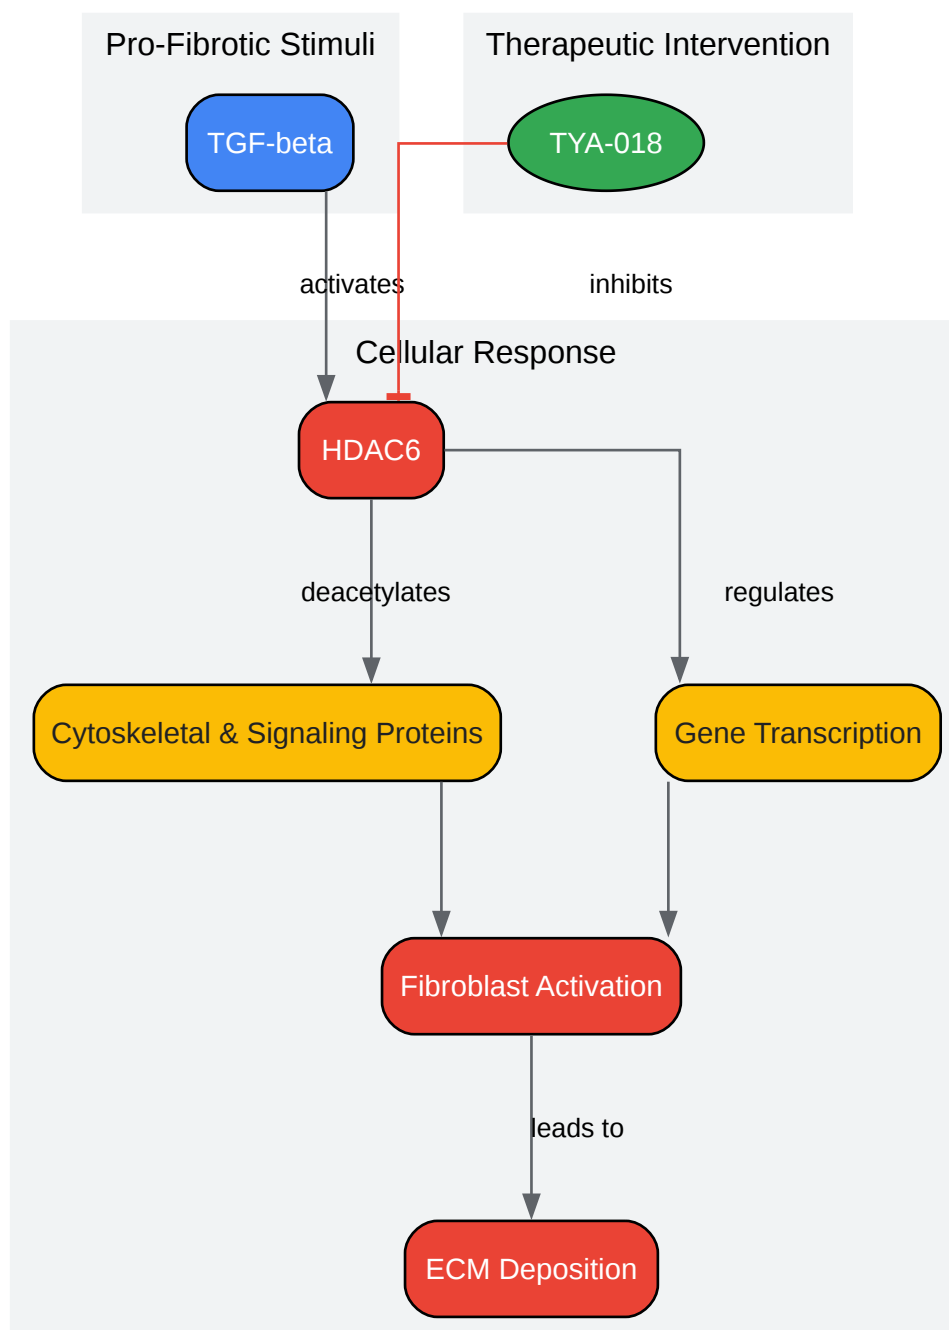 Pro-Fibrotic Stimuli
Therapeutic Intervention
TGF-beta
TYA-018
activates
inhibits
Cellular Response
HDAC6
deacetylates
regulates
Cytoskeletal & Signaling Proteins
Gene Transcription
Fibroblast Activation
leads to
ECM Deposition